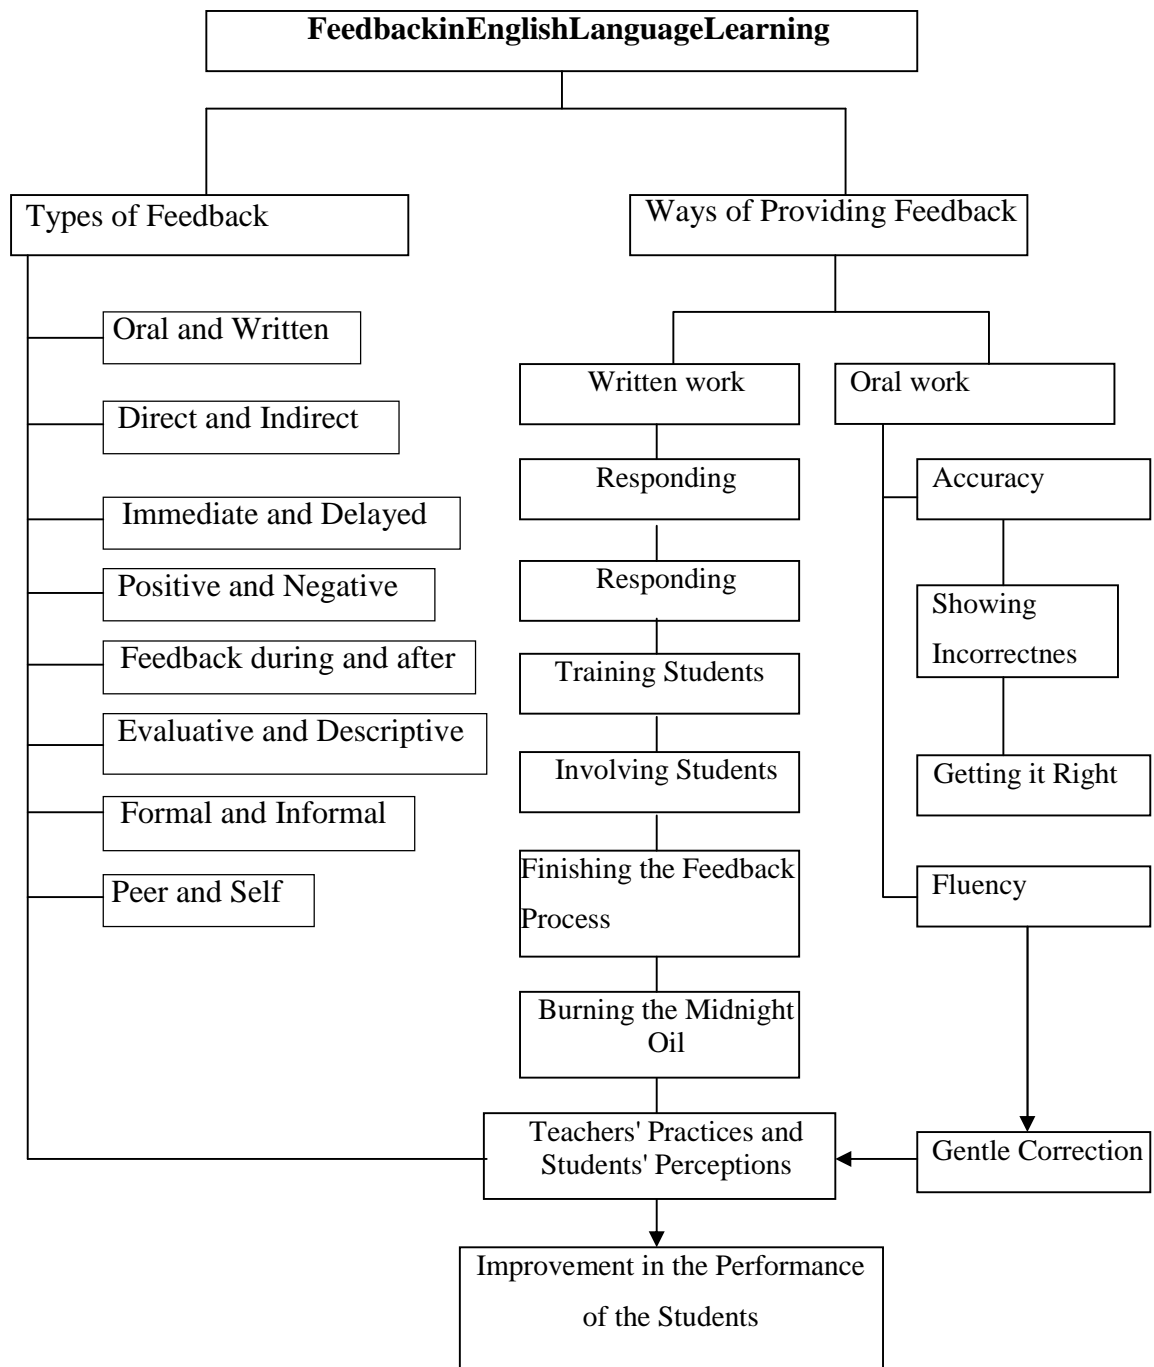 FeedbackinEnglishLanguageLearning
Types of Feedback
Ways of Providing Feedback
Oral and Written
Direct and Indirect
Immediate and Delayed
Positive and Negative
Feedback during and after
Evaluative and Descriptive
Formal and Informal
Peer and Self
Written work
Responding
Responding
Training Students
Involving Students
Finishing the Feedback
Process
Burning the Midnight
Oil
Oral work
Accuracy
Showing
Incorrectnes
Getting it Right
Fluency
Gentle Correction
Teachers' Practices and
Students' Perceptions
Improvement in the Performance
of the Students